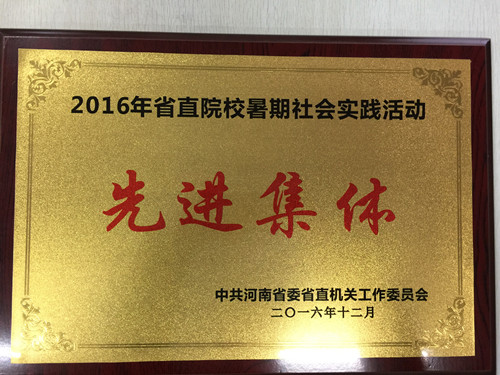 2016年省直院校暑期社会实践活动
先进集体
中共河南省委省直机关工作委员会
二〇一六年十二月